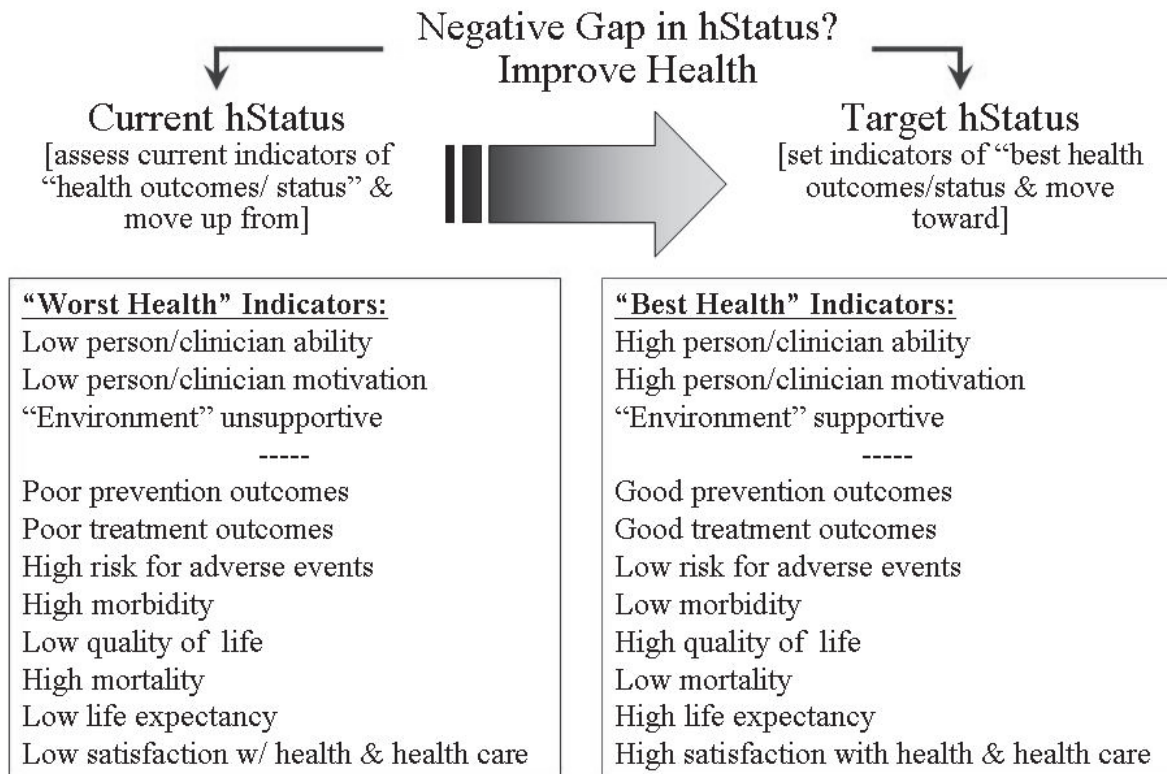 Negative Gap in hStatus?
Improve Health
Current hStatus
[assess current indicators of
“health outcomes/ status” &
move up from]
Target hStatus
[set indicators of “best health
outcomes/status & move
toward]
“Worst Health” Indicators:
Low person/clinician ability
Low person/clinician motivation
“Environment” unsupportive
-----
Poor prevention outcomes
Poor treatment outcomes
High risk for adverse events
High morbidity
Low quality of life
High mortality
Low life expectancy
Low satisfaction w/ health & health care
“Best Health” Indicators:
High person/clinician ability
High person/clinician motivation
“Environment” supportive
-----
Good prevention outcomes
Good treatment outcomes
Low risk for adverse events
Low morbidity
High quality of life
Low mortality
High life expectancy
High satisfaction with health & health care